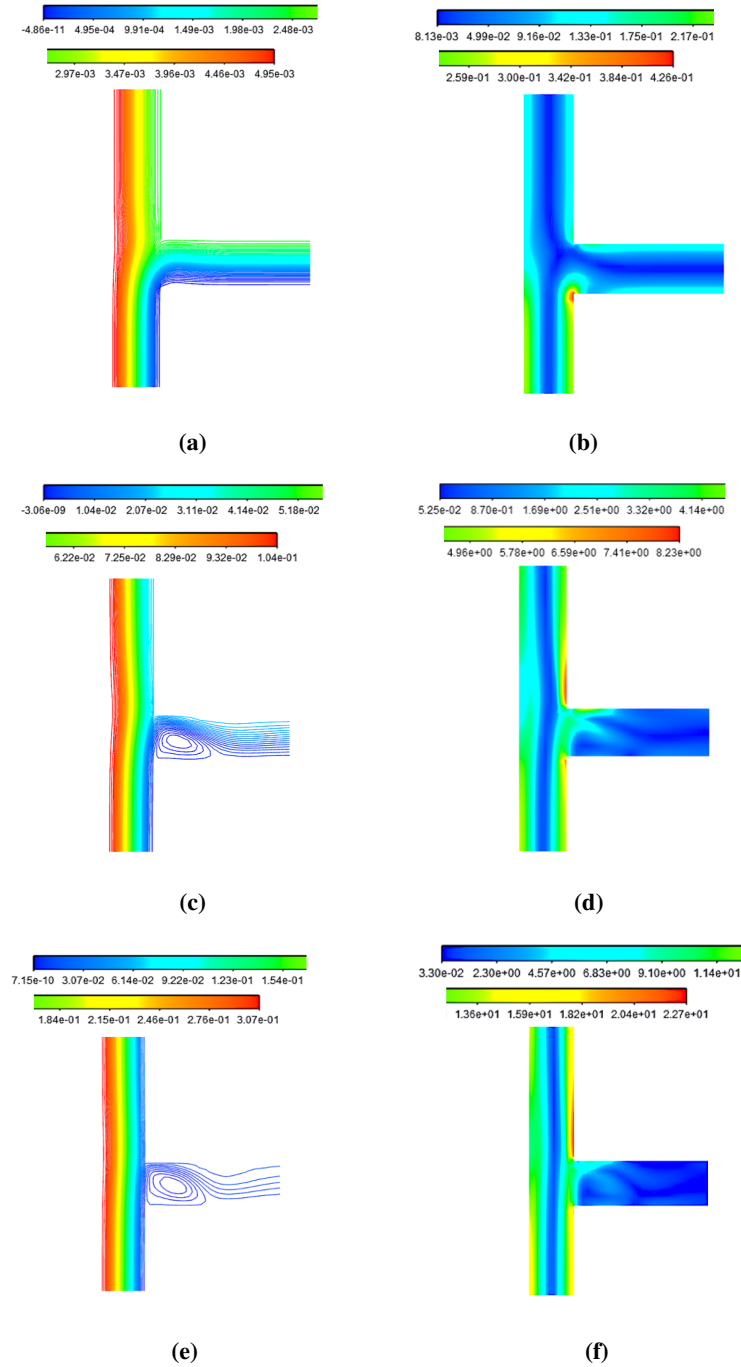 -4.86e-11 4.95e-04 9.91e-04 1.49e-03 1.98e-03 2.48e-03
2.97e-03 3.47e-03 3.96e-03 4.46e-03 4.95e-03
8.13e-03 4.99e-02 9.16e-02 1.33e-01 1.75e-01 2.17e-01
2.59e-01 3.00e-01 3.42e-01 3.84e-01 4.26e-01
(a)
(b)
-3.06e-09 1.04e-02 2.07e-02 3.11e-02 4.14e-02 5.18e-02
6.22e-02 7.25e-02 8.29e-02 9.32e-02 1.04e-01
5.25e-02 8.70e-01 1.69e+00 2.51e+00 3.32e+00 4.14e+00
4.96e+00 5.78e+00 6.59e+00 7.41e+00 8.23e+00
(c)
(d)
7.15e-10 3.07e-02 6.14e-02 9.22e-02 1.23e-01 1.54e-01
1.84e-01 2.15e-01 2.46e-01 2.76e-01 3.07e-01
3.30e-02 2.30e+00 4.57e+00 6.83e+00 9.10e+00 1.14e+01
1.36e+01 1.59e+01 1.82e+01 2.04e+01 2.27e+01
(e)
(f)